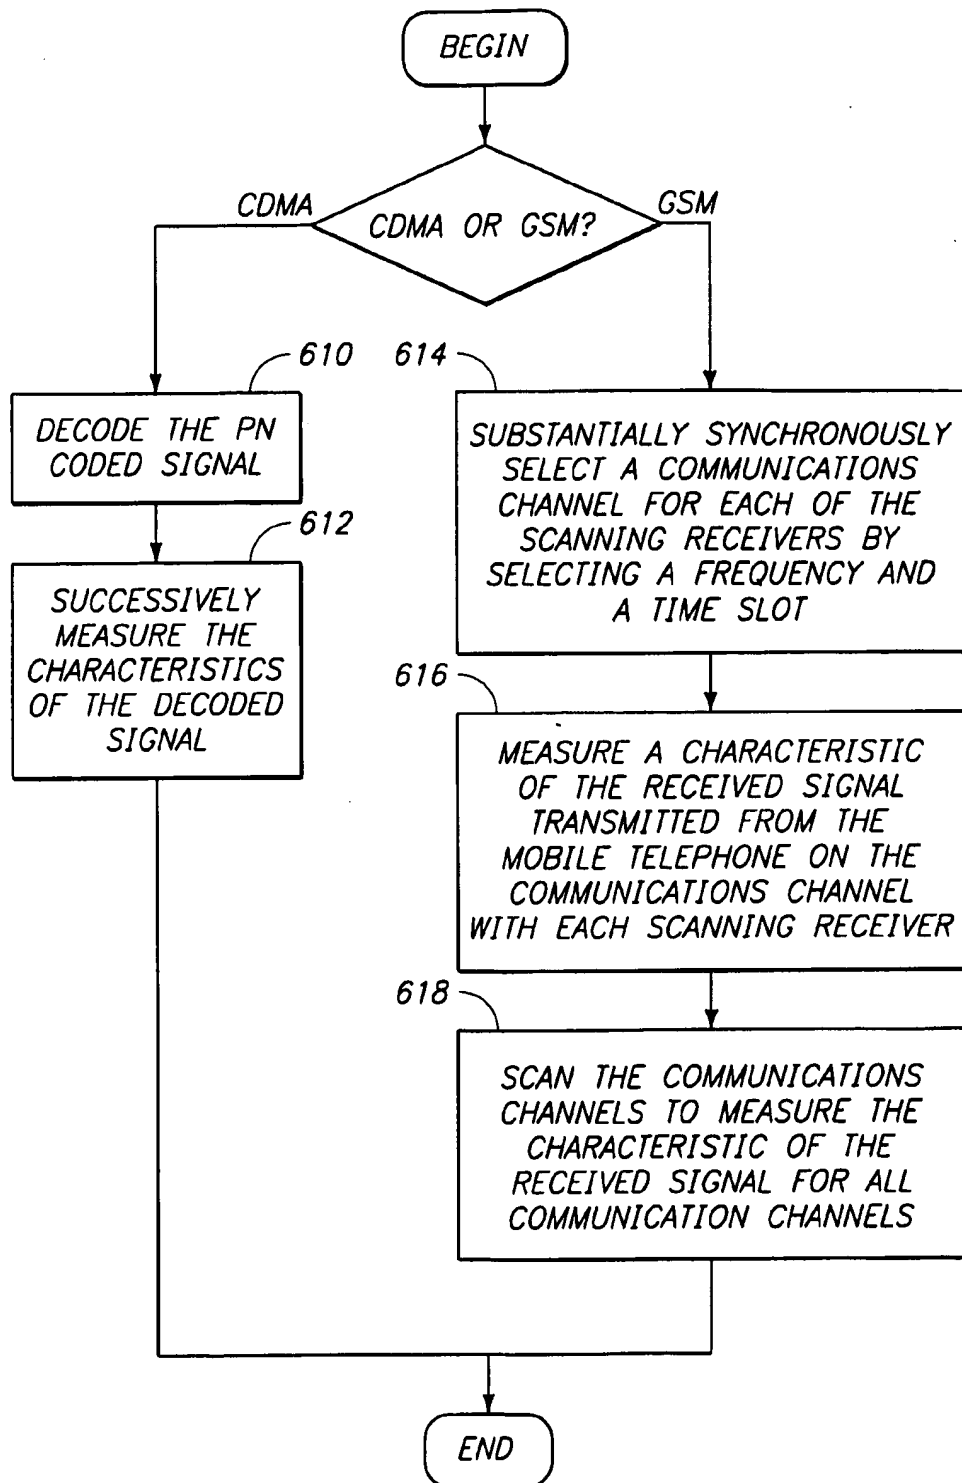 BEGIN
CDMA
CDMA OR GSM?
GSM
610
DECODE THE PN
CODED SIGNAL
612
SUCCESSIVELY
MEASURE THE
CHARACTERISTICS
OF THE DECODED
SIGNAL
614
SUBSTANTIALLY SYNCHRONOUSLY
SELECT A COMMUNICATIONS
CHANNEL FOR EACH OF THE
SCANNING RECEIVERS BY
SELECTING A FREQUENCY AND
A TIME SLOT
616
MEASURE A CHARACTERISTIC
OF THE RECEIVED SIGNAL
TRANSMITTED FROM THE
MOBILE TELEPHONE ON THE
COMMUNICATIONS CHANNEL
WITH EACH SCANNING RECEIVER
618
SCAN THE COMMUNICATIONS
CHANNELS TO MEASURE THE
CHARACTERISTIC OF THE
RECEIVED SIGNAL FOR ALL
COMMUNICATION CHANNELS
END